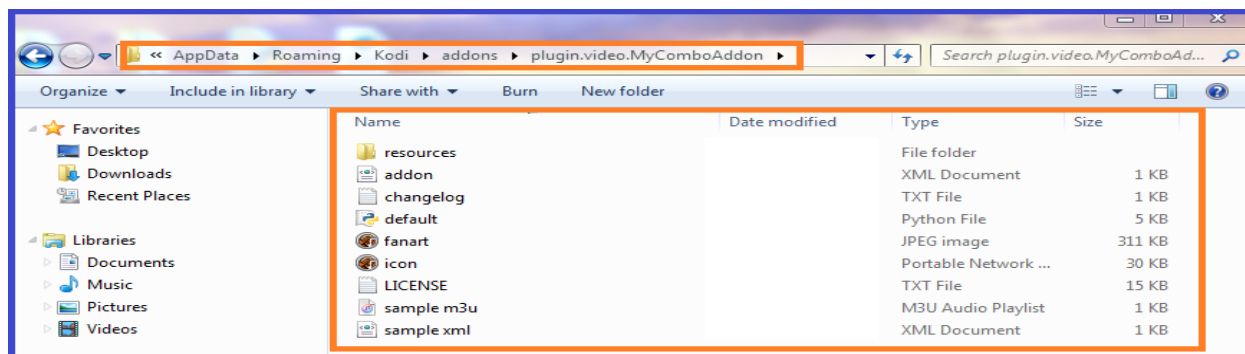 « AppData Roaming Kodi addons plugin.video.MyComboAddon Search plugin.video.MyComboAd...
Organize Include in library Share with Burn New folder
Favorites
Desktop
Downloads
Recent Places
Libraries
Documents
Music
Pictures
Videos
Name Date modified Type Size
resources File folder
addon XML Document 1 KB
changelog TXT File 1 KB
default Python File 5 KB
fanart JPEG image 311 KB
icon Portable Network ... 30 KB
LICENSE TXT File 15 KB
sample m3u M3U Audio Playlist 1 KB
sample xml XML Document 1 KB